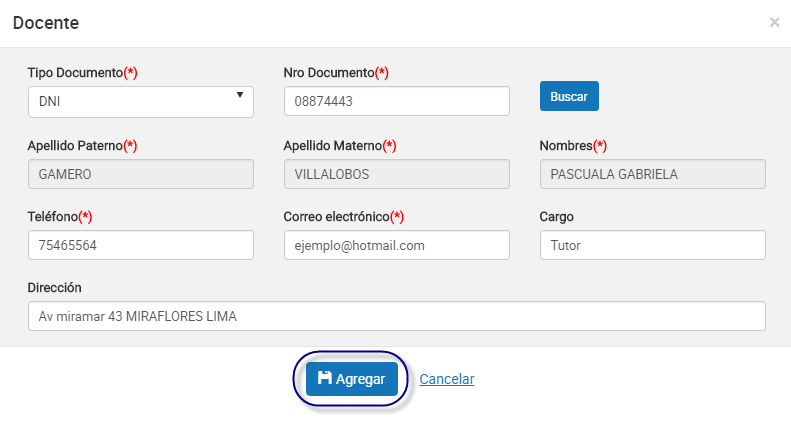 Docente ×
Tipo Documento(*) Nro Documento(*)
DNI 08874443 Buscar
Apellido Paterno(*) Apellido Materno(*) Nombres(*)
GAMERO VILLALOBOS PASCUALA GABRIELA
Teléfono(*) Correo electrónico(*) Cargo
75465564 ejemplo@hotmail.com Tutor
Dirección
Av miramar 43 MIRAFLORES LIMA
Agregar Cancelar